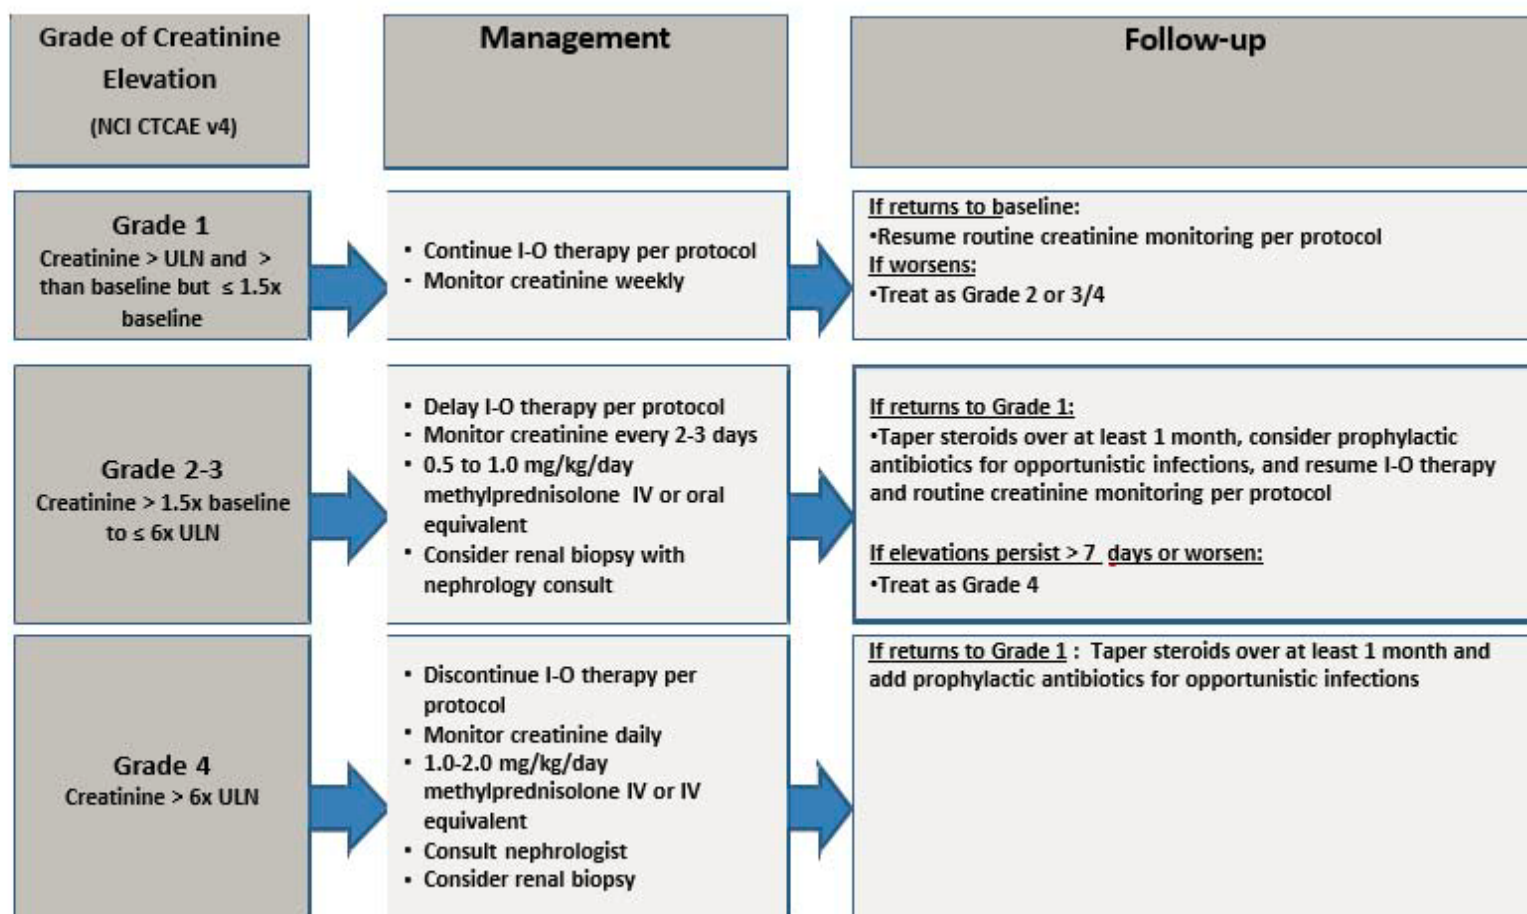 Grade of Creatinine
Elevation
(NCI CTCAE v4)
Management
Follow-up
Grade 1
Creatinine > ULN and >
than baseline but ≤ 1.5x
baseline
• Continue I-O therapy per protocol
• Monitor creatinine weekly
If returns to baseline:
•Resume routine creatinine monitoring per protocol
If worsens:
•Treat as Grade 2 or 3/4
Grade 2-3
Creatinine > 1.5x baseline
to ≤ 6x ULN
• Delay I-O therapy per protocol
• Monitor creatinine every 2-3 days
• 0.5 to 1.0 mg/kg/day
methylprednisolone IV or oral
equivalent
• Consider renal biopsy with
nephrology consult
If returns to Grade 1:
•Taper steroids over at least 1 month, consider prophylactic
antibiotics for opportunistic infections, and resume I-O therapy
and routine creatinine monitoring per protocol
If elevations persist > 7 days or worsen:
•Treat as Grade 4
Grade 4
Creatinine > 6x ULN
• Discontinue I-O therapy per
protocol
• Monitor creatinine daily
• 1.0-2.0 mg/kg/day
methylprednisolone IV or IV
equivalent
• Consult nephrologist
• Consider renal biopsy
If returns to Grade 1 : Taper steroids over at least 1 month and
add prophylactic antibiotics for opportunistic infections